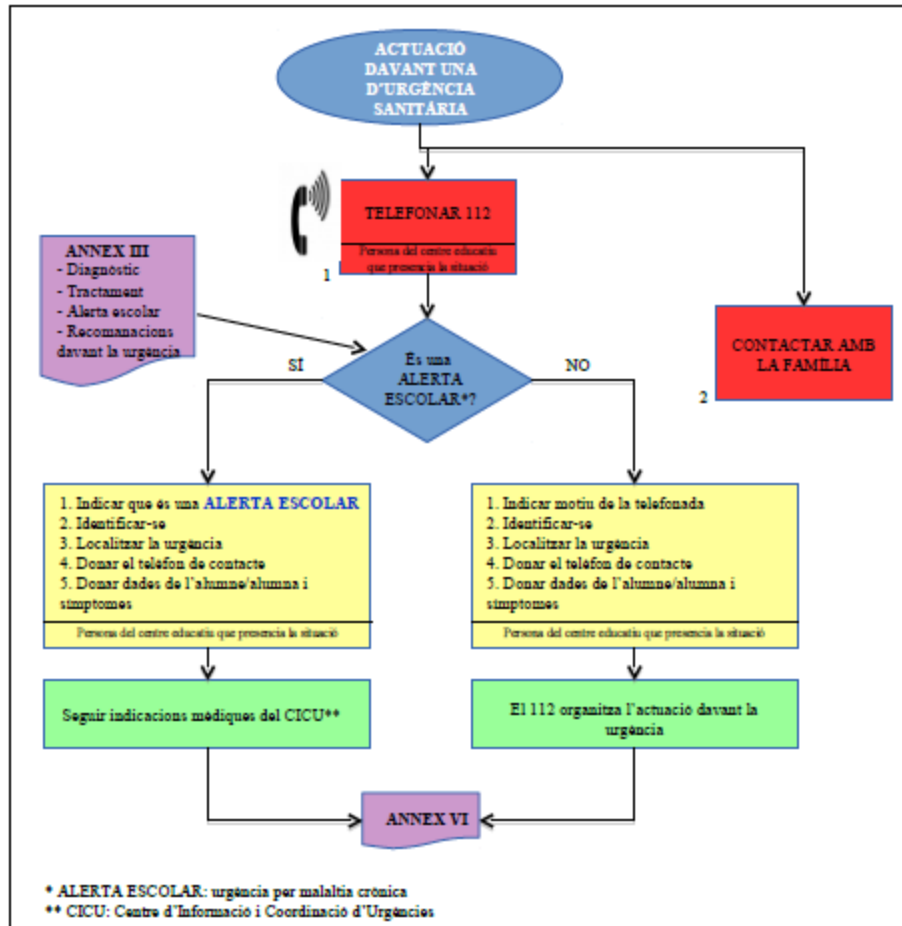 ACTUACIÓ
DAVANT UNA
D'URGÈNCIA
SANITÀRIA
TELEFONAR 112
Persona del centre educatiu
que presencia la situació
1
ANNEX III
- Diagnòstic
- Tractament
- Alerta escolar
- Recomanacions
davant la urgència
CONTACTAR AMB
LA FAMÍLIA
2
És una
ALERTA
ESCOLAR*?
SÍ
NO
1. Indicar que és una ALERTA ESCOLAR
2. Identificar-se
3. Localitzar la urgència
4. Donar el telèfon de contacte
5. Donar dades de l'alumne/alumna i
símptomes
Persona del centre educatiu que presencia la situació
1. Indicar motiu de la telefonada
2. Identificar-se
3. Localitzar la urgència
4. Donar el telèfon de contacte
5. Donar dades de l'alumne/alumna i
símptomes
Persona del centre educatiu que presencia la situació
Seguir indicacions mèdiques del CICU**
El 112 organitza l'actuació davant la
urgència
ANNEX VI
* ALERTA ESCOLAR: urgència per malaltia crònica
** CICU: Centre d'Informació i Coordinació d'Urgències